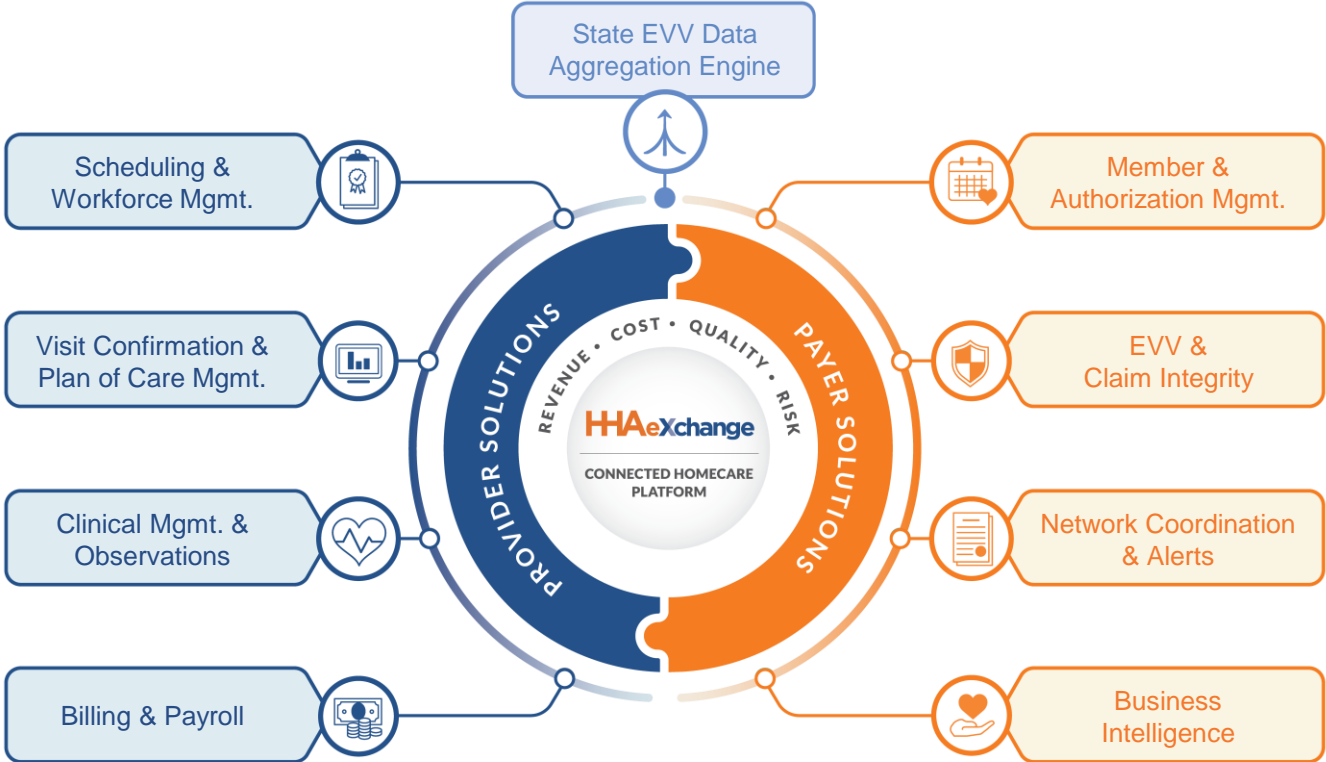 State EVV Data
Aggregation Engine
Scheduling &
Workforce Mgmt.
Visit Confirmation &
Plan of Care Mgmt.
Clinical Mgmt. &
Observations
Billing & Payroll
PROVIDER SOLUTIONS
REVENUE • COST • QUALITY • RISK
HHAeXchange
CONNECTED HOMECARE
PLATFORM
PAYER SOLUTIONS
Member &
Authorization Mgmt.
EVV &
Claim Integrity
Network Coordination
& Alerts
Business
Intelligence